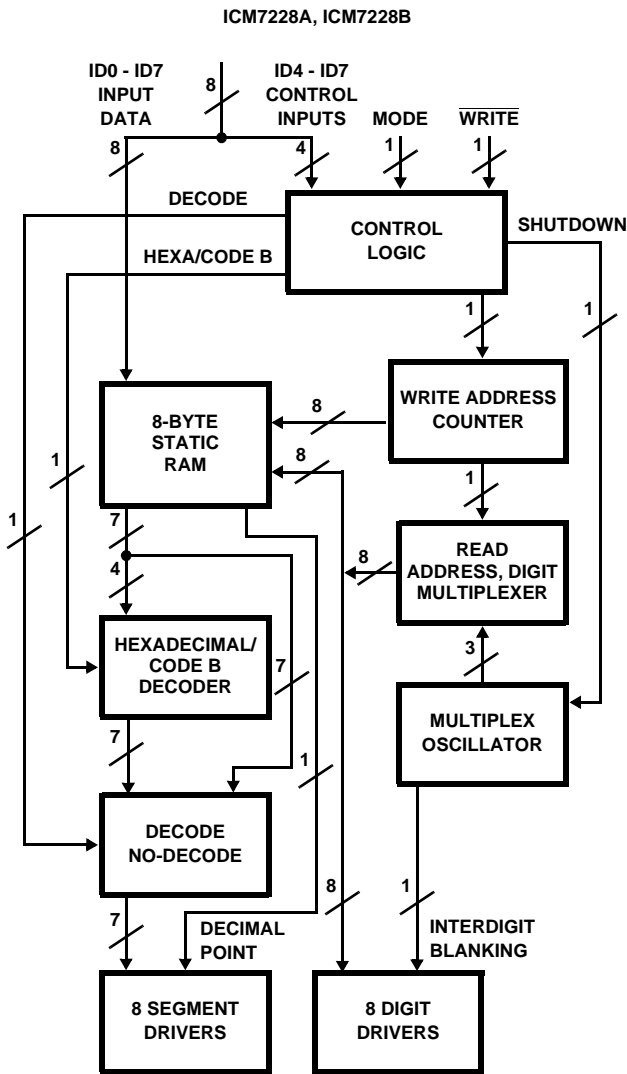 ICM7228A, ICM7228B
ID0 - ID7
INPUT
DATA
8
ID4 - ID7
CONTROL
INPUTS
MODE
WRITE
8
4
1
1
DECODE
CONTROL
LOGIC
SHUTDOWN
HEXA/CODE B
1
1
8-BYTE
STATIC
RAM
8
WRITE ADDRESS
COUNTER
8
1
1
1
7
4
8
READ
ADDRESS, DIGIT
MULTIPLEXER
HEXADECIMAL/
CODE B
DECODER
7
3
MULTIPLEX
OSCILLATOR
7
1
DECODE
NO-DECODE
8
1
7
DECIMAL
POINT
INTERDIGIT
BLANKING
8 SEGMENT
DRIVERS
8 DIGIT
DRIVERS